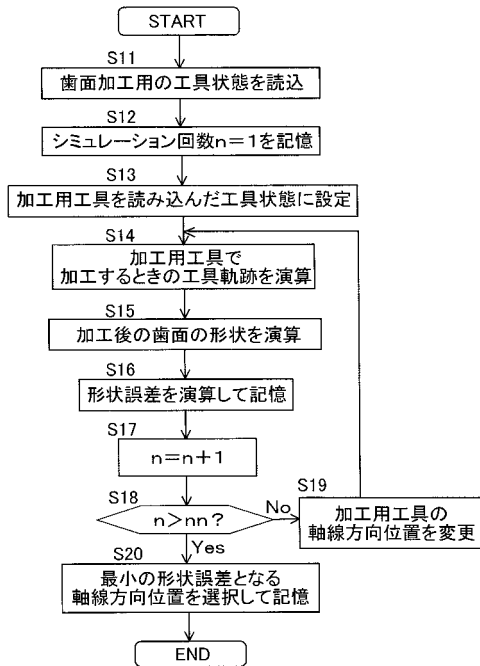 START
S11
歯面加工用の工具状態を読込
S12
シミュレーション回数n=1を記憶
S13
加工用工具を読み込んだ工具状態に設定
S14
加工用工具で
加工するときの工具軌跡を演算
S15
加工後の歯面の形状を演算
S16
形状誤差を演算して記憶
S17
n=n+1
S18
n>nn?
No
S19
加工用工具の
軸線方向位置を変更
Yes
S20
最小の形状誤差となる
軸線方向位置を選択して記憶
END